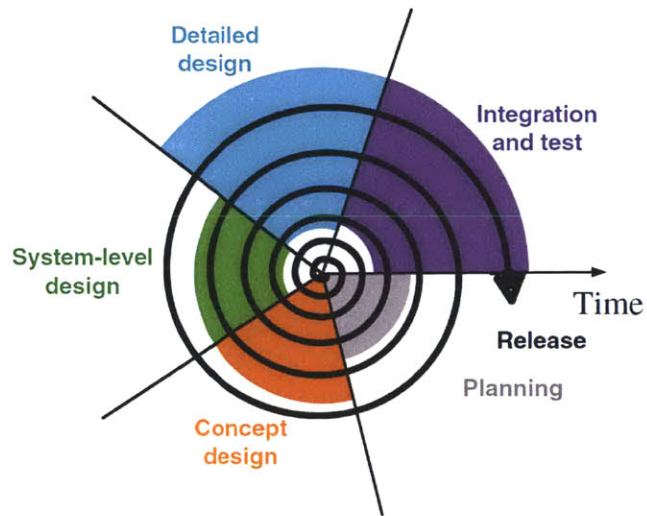 Detailed
design
Integration
and test
System-level
design
Time
Release
Planning
Concept
design